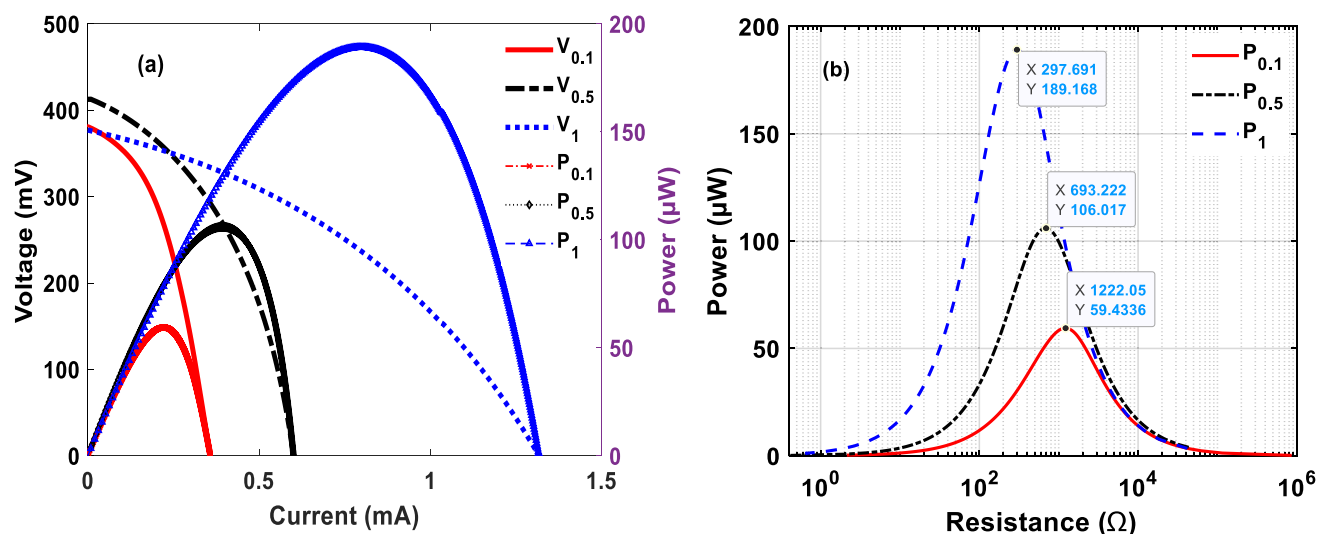 (a)
500
400
300
200
100
0
Voltage (mV)
0
0.5
1
1.5
Current (mA)
200
150
100
50
0
Power (µW)
V0.1
V0.5
V1
P0.1
P0.5
P1
(b)
200
150
100
50
0
Power (µW)
10^0
10^2
10^4
10^6
Resistance (Ω)
X 297.691
Y 189.168
X 693.222
Y 106.017
X 1222.05
Y 59.4336
P0.1
P0.5
P1